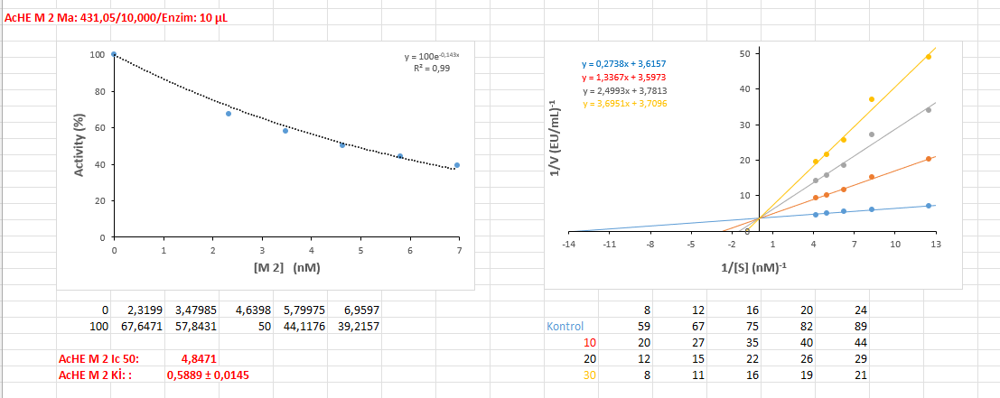 AcHE M 2 Ma: 431,05/10,000/Enzim: 10 µL
y = 100e-0,143x
R² = 0,99
Activity (%)
100
80
60
40
20
0
0 1 2 3 4 5 6 7
[M 2] (nM)
y = 0,2738x + 3,6157
y = 1,3367x + 3,5973
y = 2,4993x + 3,7813
y = 3,6951x + 3,7096
1/V (EU/mL)-1
50
40
30
20
10
0
-14 -11 -8 -5 -2 1 4 7 10 13
1/[S] (nM)-1
0 2,3199 3,47985 4,6398 5,79975 6,9597
100 67,6471 57,8431 50 44,1176 39,2157
AcHE M 2 Ic 50: 4,8471
AcHE M 2 Kİ: : 0,5889 ± 0,0145
8 12 16 20 24
Kontrol 59 67 75 82 89
10 20 27 35 40 44
20 12 15 22 26 29
30 8 11 16 19 21